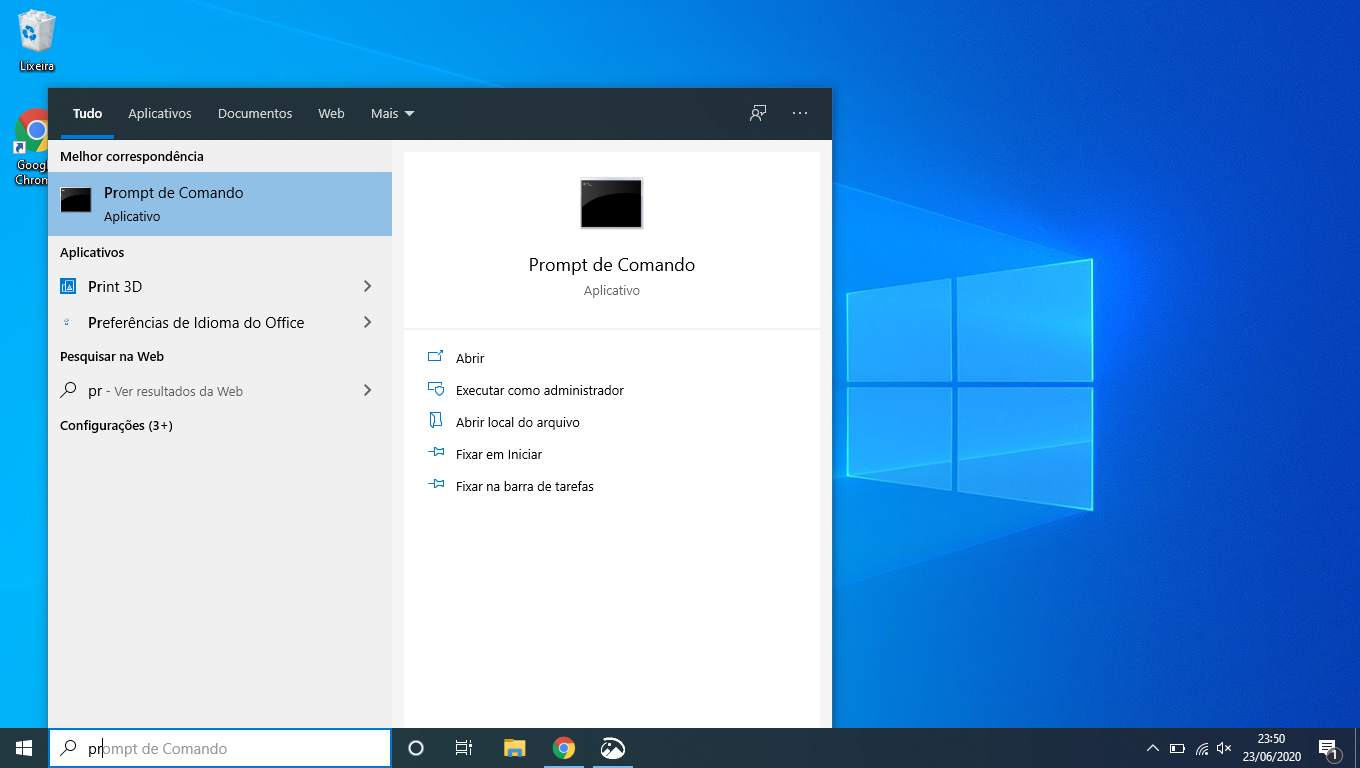 Lixeira
Google
Chrome
Tudo
Aplicativos
Documentos
Web
Mais
Melhor correspondência
Prompt de Comando
Aplicativo
Aplicativos
Print 3D
Preferências de Idioma do Office
Pesquisar na Web
pr - Ver resultados da Web
Configurações (3+)
Prompt de Comando
Aplicativo
Abrir
Executar como administrador
Abrir local do arquivo
Fixar em Iniciar
Fixar na barra de tarefas
prompt de Comando
23:50
23/06/2020
1